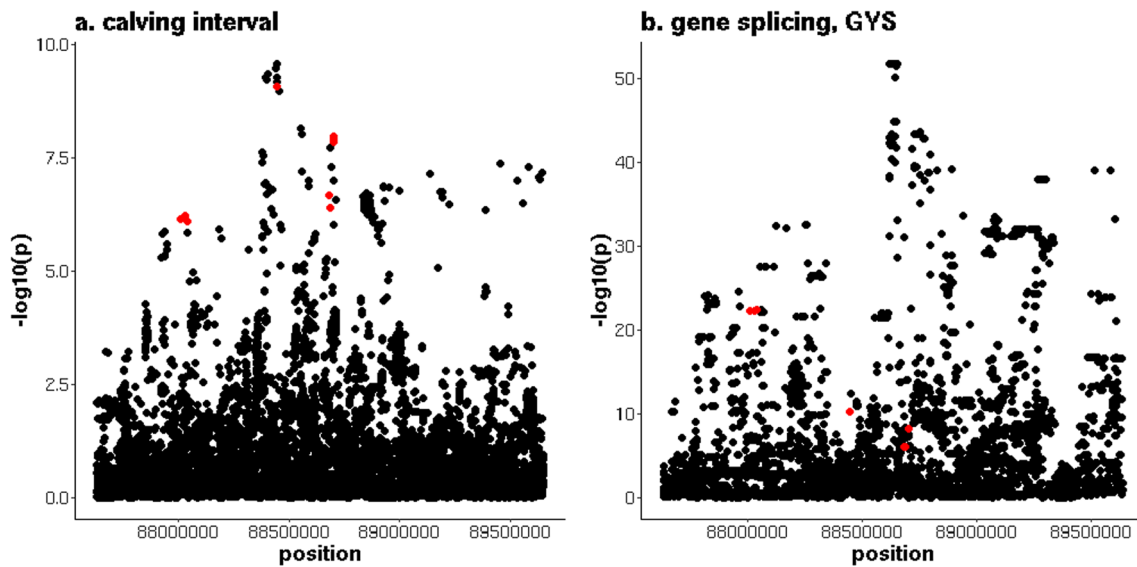 a. calving interval
10.0
7.5
5.0
2.5
0.0
-log10(p)
88000000 88500000 89000000 89500000
position
b. gene splicing, GYS
50
40
30
20
10
0
-log10(p)
88000000 88500000 89000000 89500000
position